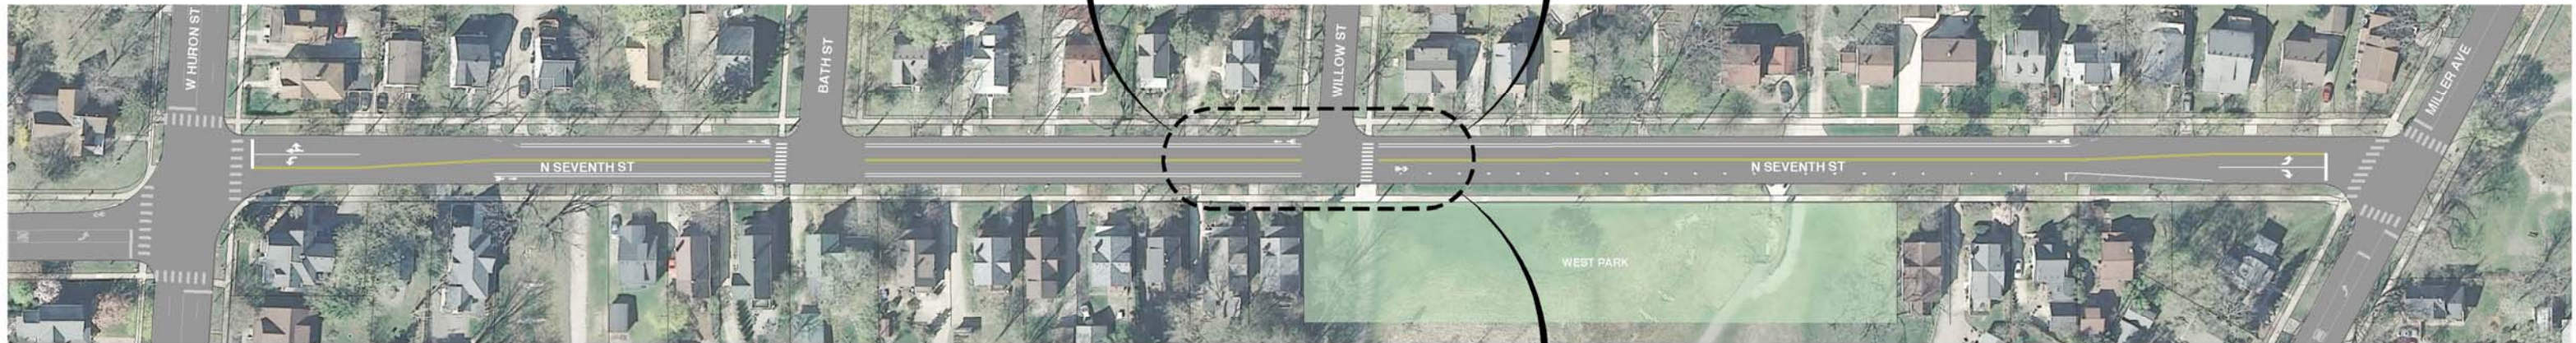 W HURON ST
BATH ST
WILLOW ST
MILLER AVE
N SEVENTH ST
N SEVENTH ST
WEST PARK